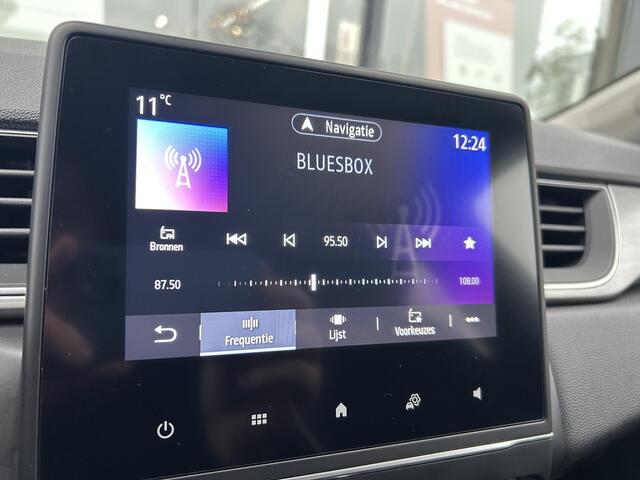 11°C
Navigatie
12:24
BLUESBOX
Bronnen
95.50
87.50
108.00
Frequentie
Lijst
Voorkeuzes